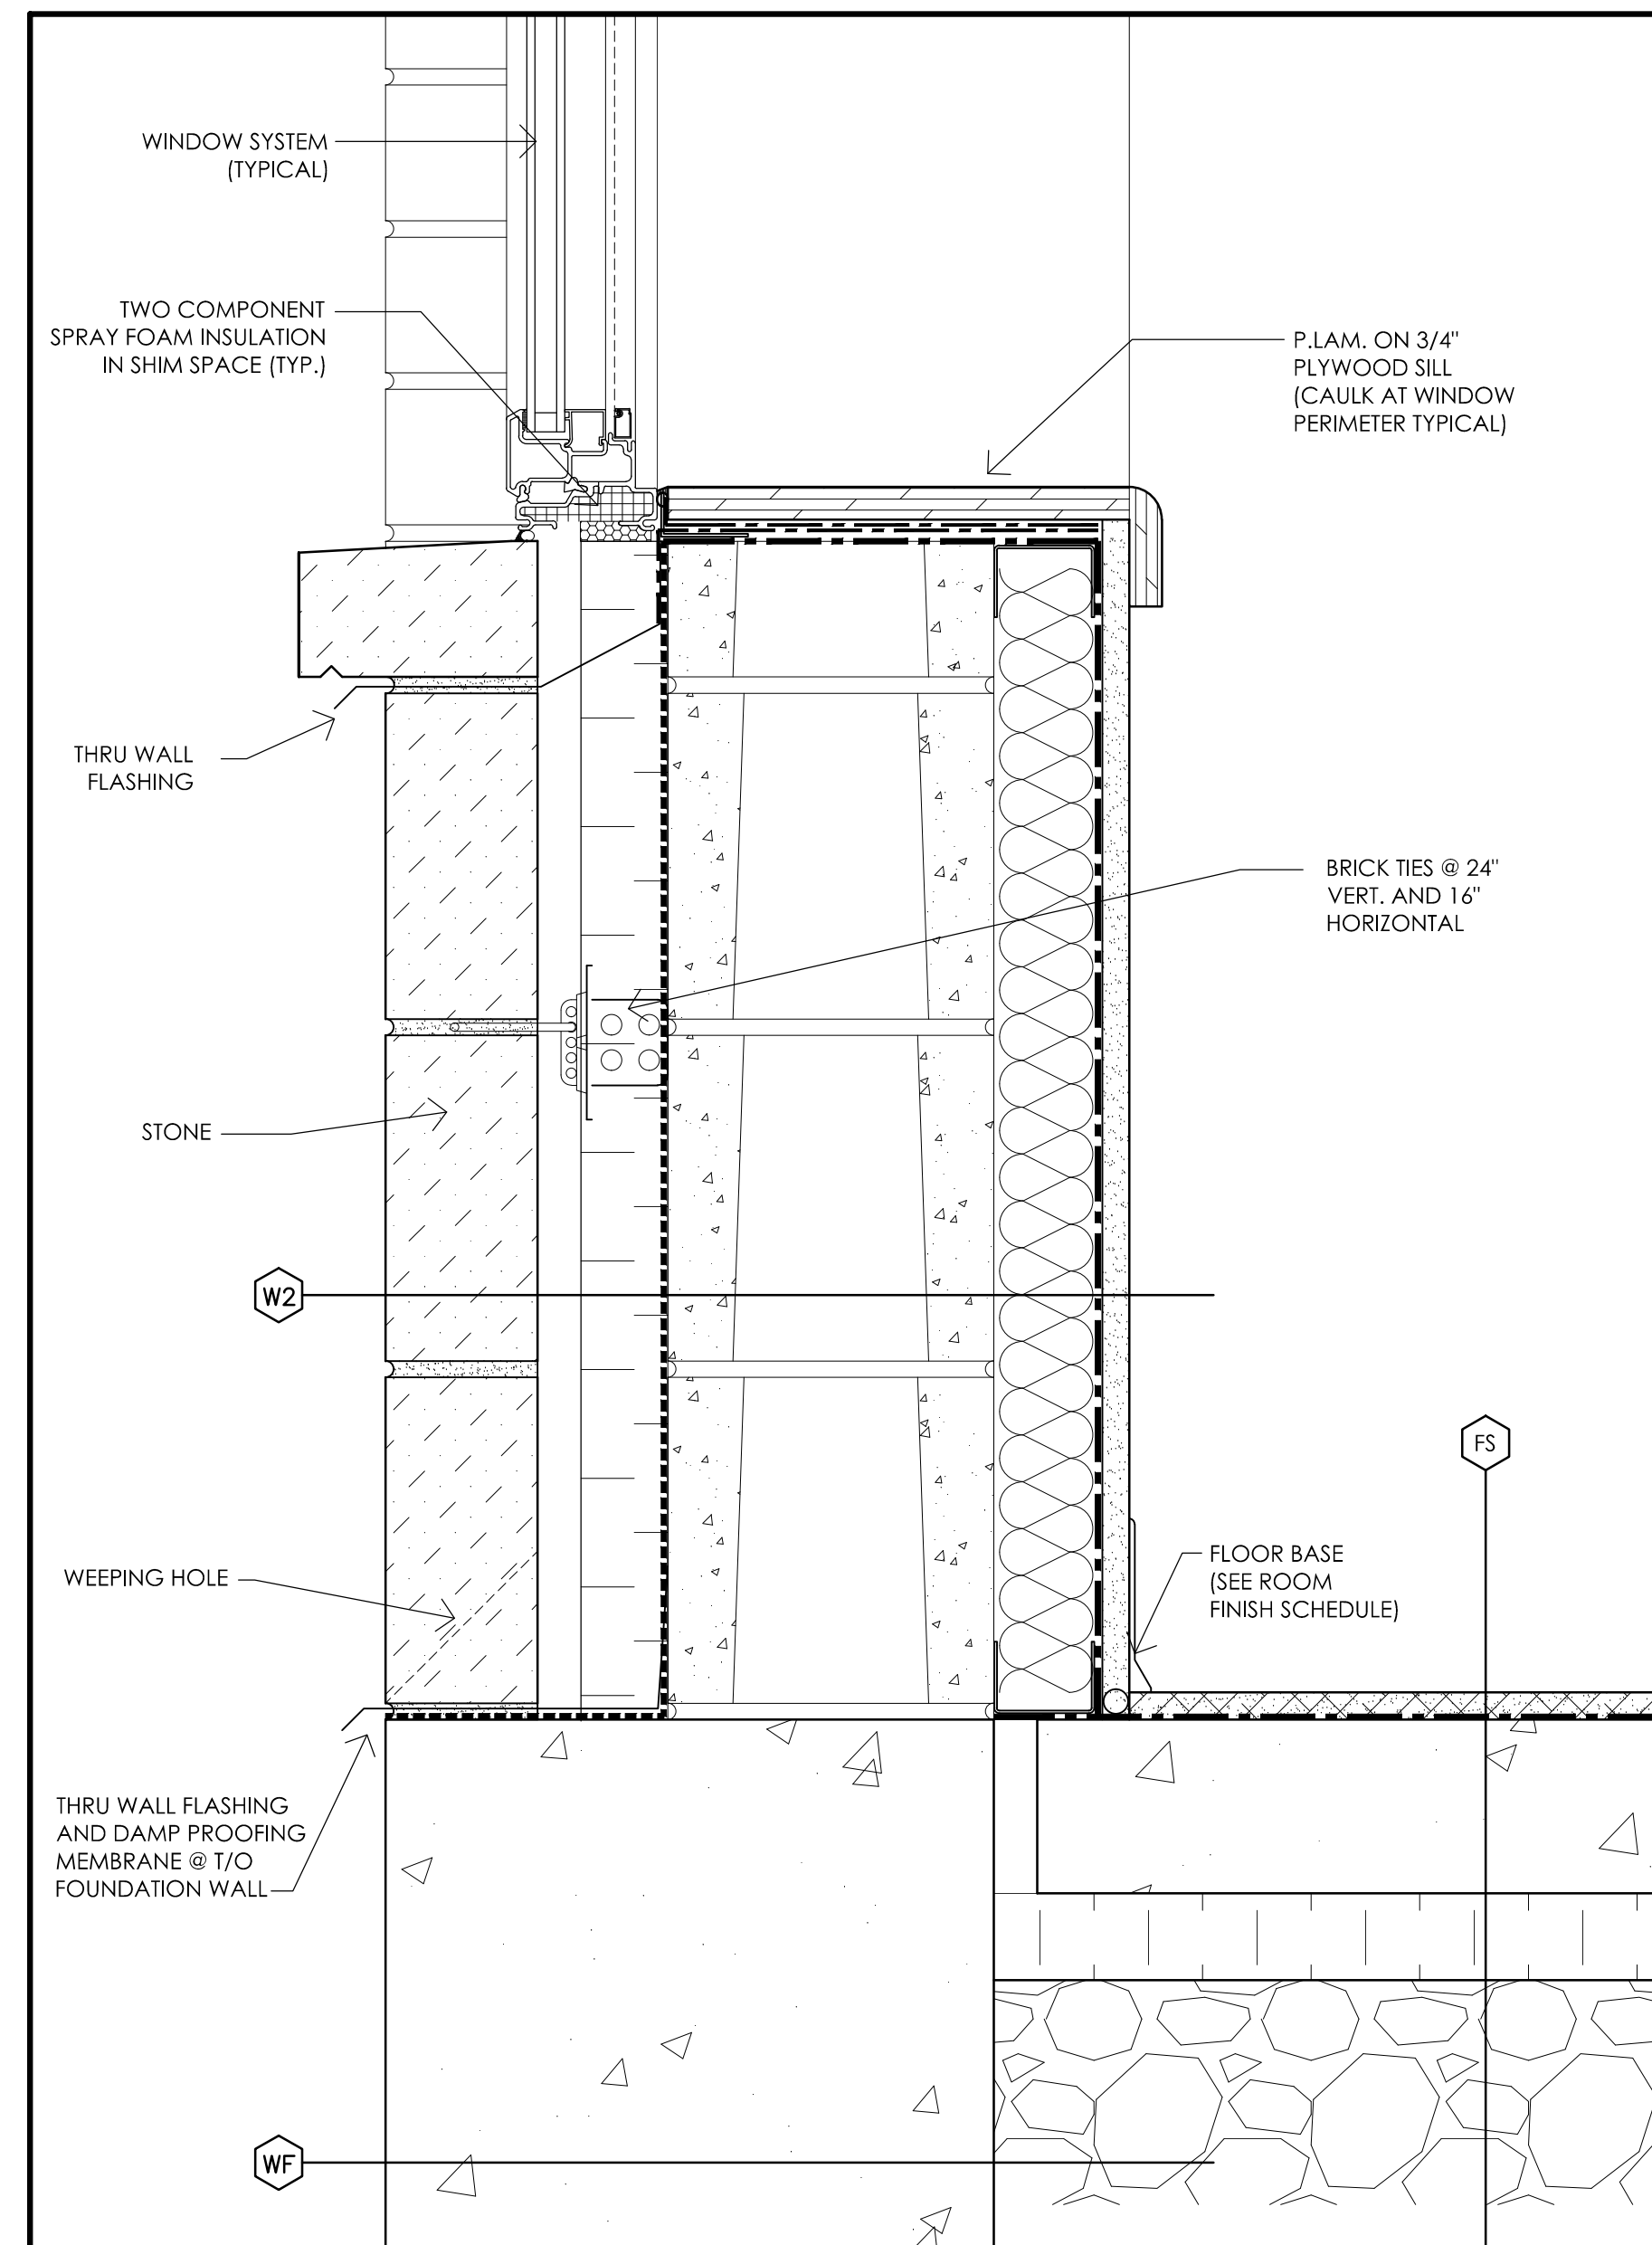 WINDOW SYSTEM
(TYPICAL)
TWO COMPONENT
SPRAY FOAM INSULATION
IN SHIM SPACE (TYP.)
P.LAM. ON 3/4"
PLYWOOD SILL
(CAULK AT WINDOW
PERIMETER TYPICAL)
THRU WALL
FLASHING
BRICK TIES @ 24"
VERT. AND 16"
HORIZONTAL
STONE
W2
FS
WEEPING HOLE
FLOOR BASE
(SEE ROOM
FINISH SCHEDULE)
THRU WALL FLASHING
AND DAMP PROOFING
MEMBRANE @ T/O
FOUNDATION WALL
WF